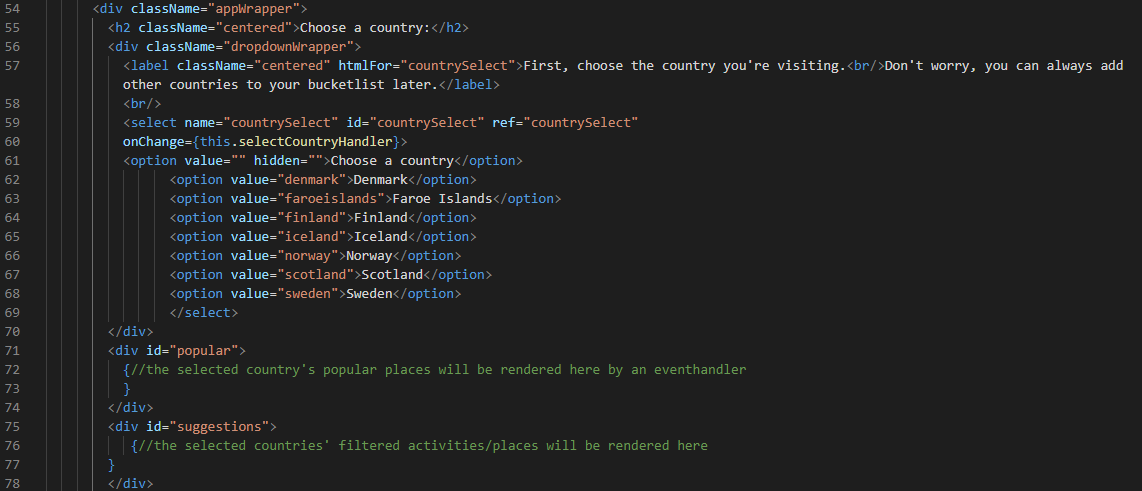 54 <div className="appWrapper">
55 <h2 className="centered">Choose a country:</h2>
56 <div className="dropdownWrapper">
57 <label className="centered" htmlFor="countrySelect">First, choose the country you're visiting.<br/>Don't worry, you can always add
other countries to your bucketlist later.</label>
58 <br/>
59 <select name="countrySelect" id="countrySelect" ref="countrySelect"
60 onChange={this.selectCountryHandler}>
61 <option value="" hidden="">Choose a country</option>
62 <option value="denmark">Denmark</option>
63 <option value="faroeislands">Faroe Islands</option>
64 <option value="finland">Finland</option>
65 <option value="iceland">Iceland</option>
66 <option value="norway">Norway</option>
67 <option value="scotland">Scotland</option>
68 <option value="sweden">Sweden</option>
69 </select>
70 </div>
71 <div id="popular">
72 {//the selected country's popular places will be rendered here by an eventhandler
73 }
74 </div>
75 <div id="suggestions">
76 {//the selected countries' filtered activities/places will be rendered here
77 }
78 </div>